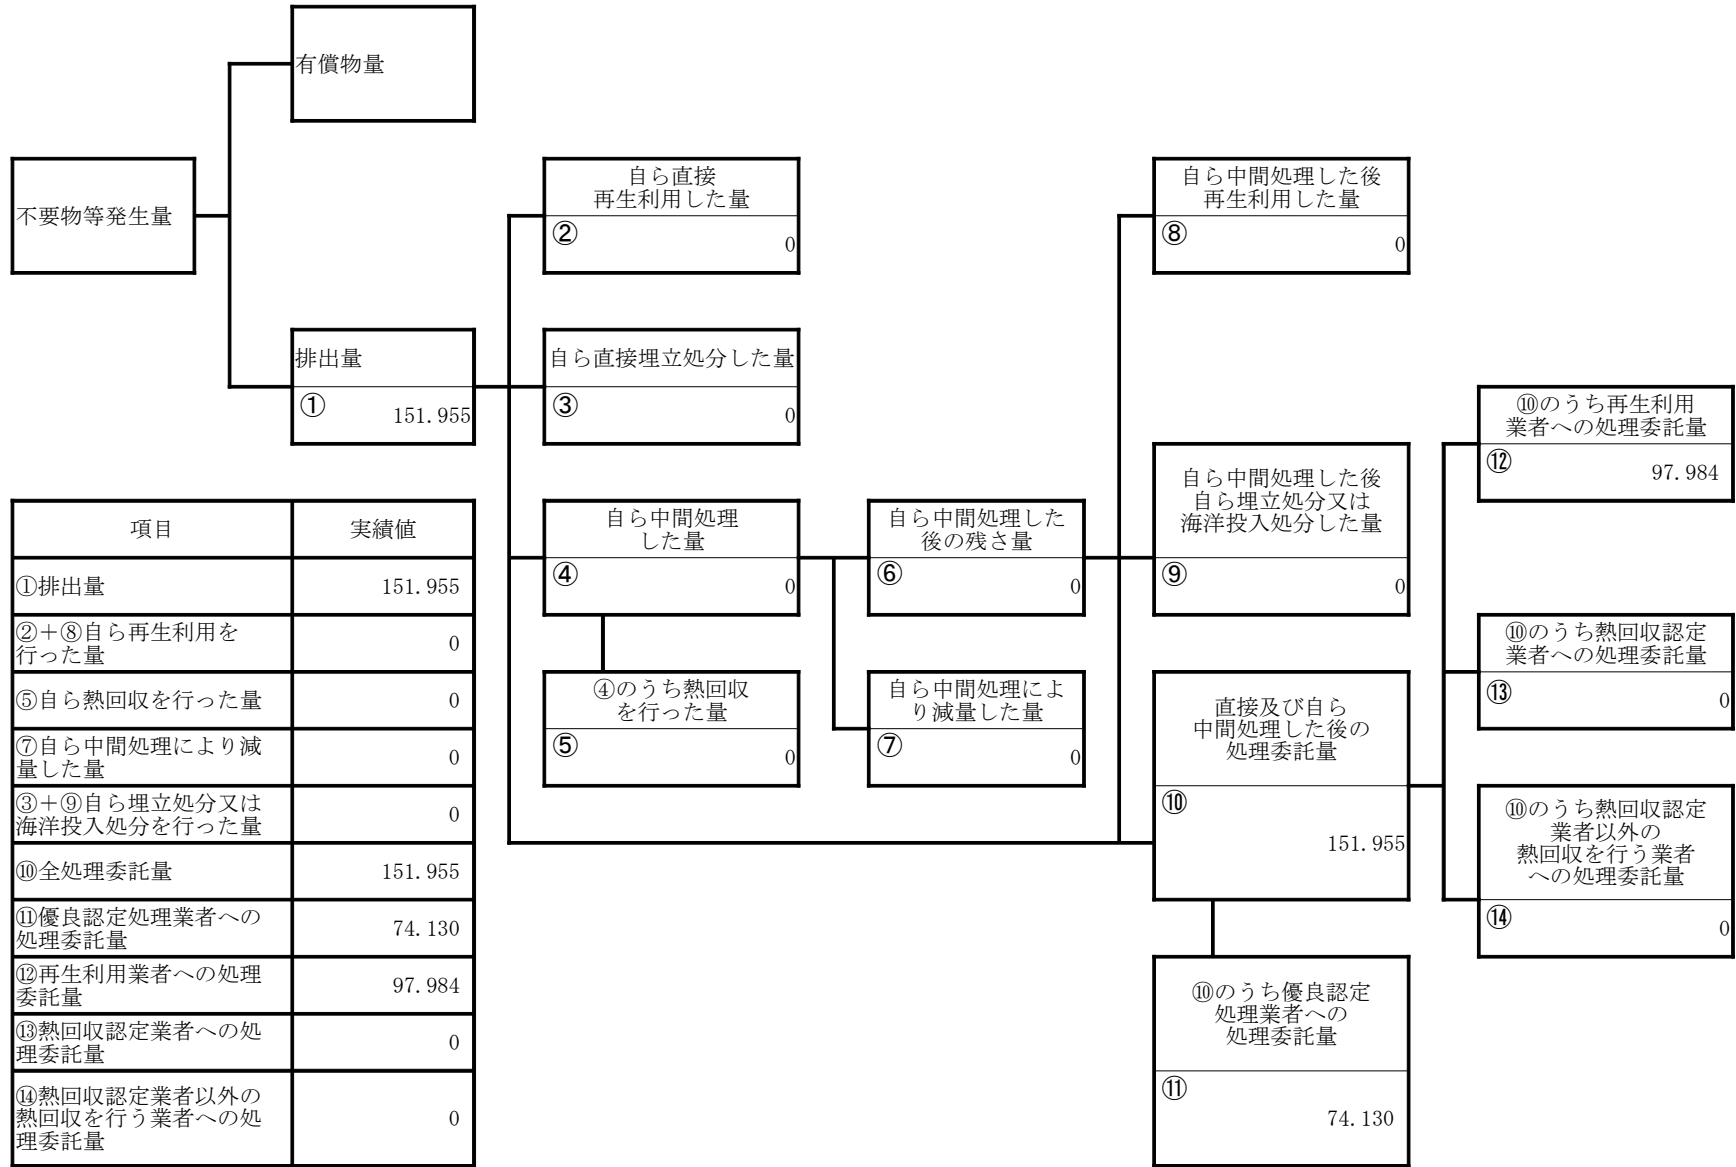 有償物量
不要物等発生量
自ら直接
再生利用した量
②
0
自ら中間処理した後
再生利用した量
⑧
0
排出量
①
151.955
自ら直接埋立処分した量
③
0
⑩のうち再生利用
業者への処理委託量
⑫
97.984
自ら中間処理
した量
④
0
自ら中間処理した
後の残さ量
⑥
0
自ら中間処理した後
自ら埋立処分又は
海洋投入処分した量
⑨
0
⑩のうち熱回収認定
業者への処理委託量
⑬
0
④のうち熱回収
を行った量
⑤
0
自ら中間処理によ
り減量した量
⑦
0
直接及び自ら
中間処理した後の
処理委託量
⑩
151.955
⑩のうち熱回収認定
業者以外の
熱回収を行う業者
への処理委託量
⑭
0
⑩のうち優良認定
処理業者への
処理委託量
⑪
74.130
項目 実績値
①排出量 151.955
②＋⑧自ら再生利用を
行った量 0
⑤自ら熱回収を行った量 0
⑦自ら中間処理により減
量した量 0
③＋⑨自ら埋立処分又は
海洋投入処分を行った量 0
⑩全処理委託量 151.955
⑪優良認定処理業者への
処理委託量 74.130
⑫再生利用業者への処理
委託量 97.984
⑬熱回収認定業者への処
理委託量 0
⑭熱回収認定業者以外の
熱回収を行う業者への処
理委託量 0